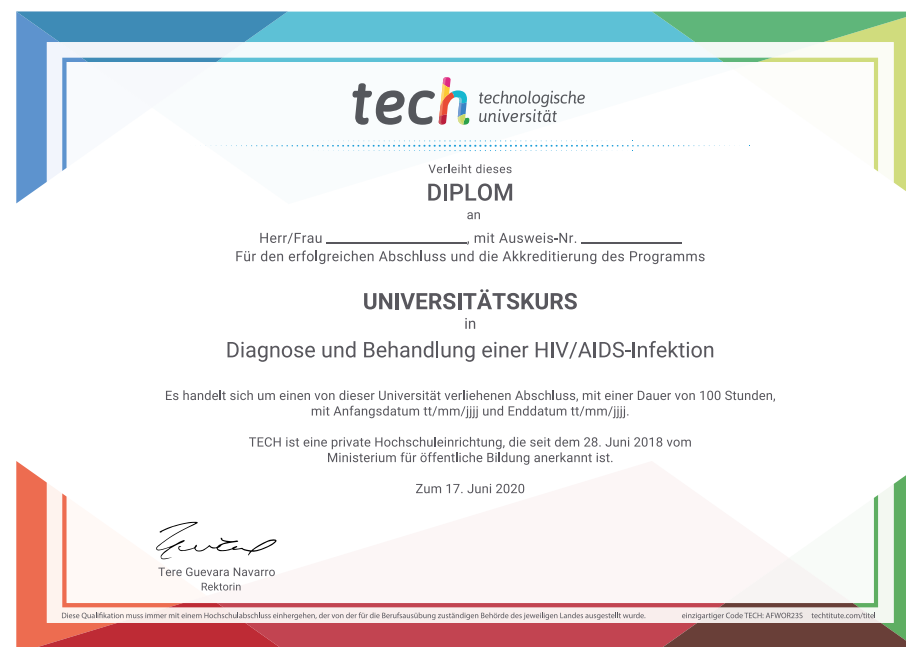 tech technologische
universität
Verleiht dieses
DIPLOM
an
Herr/Frau ____________________, mit Ausweis-Nr. ______________
Für den erfolgreichen Abschluss und die Akkreditierung des Programms
UNIVERSITÄTSKURS
in
Diagnose und Behandlung einer HIV/AIDS-Infektion
Es handelt sich um einen von dieser Universität verliehenen Abschluss, mit einer Dauer von 100 Stunden,
mit Anfangsdatum tt/mm/jjjj und Enddatum tt/mm/jjjj.
TECH ist eine private Hochschuleinrichtung, die seit dem 28. Juni 2018 vom
Ministerium für öffentliche Bildung anerkannt ist.
Zum 17. Juni 2020
Tere Guevara Navarro
Rektorin
Diese Qualifikation muss immer mit einem Hochschulabschluss einhergehen, der von der für die Berufsausübung zuständigen Behörde des jeweiligen Landes ausgestellt wurde. einzigartiger Code TECH: AFWOR23S techtitute.com/titel